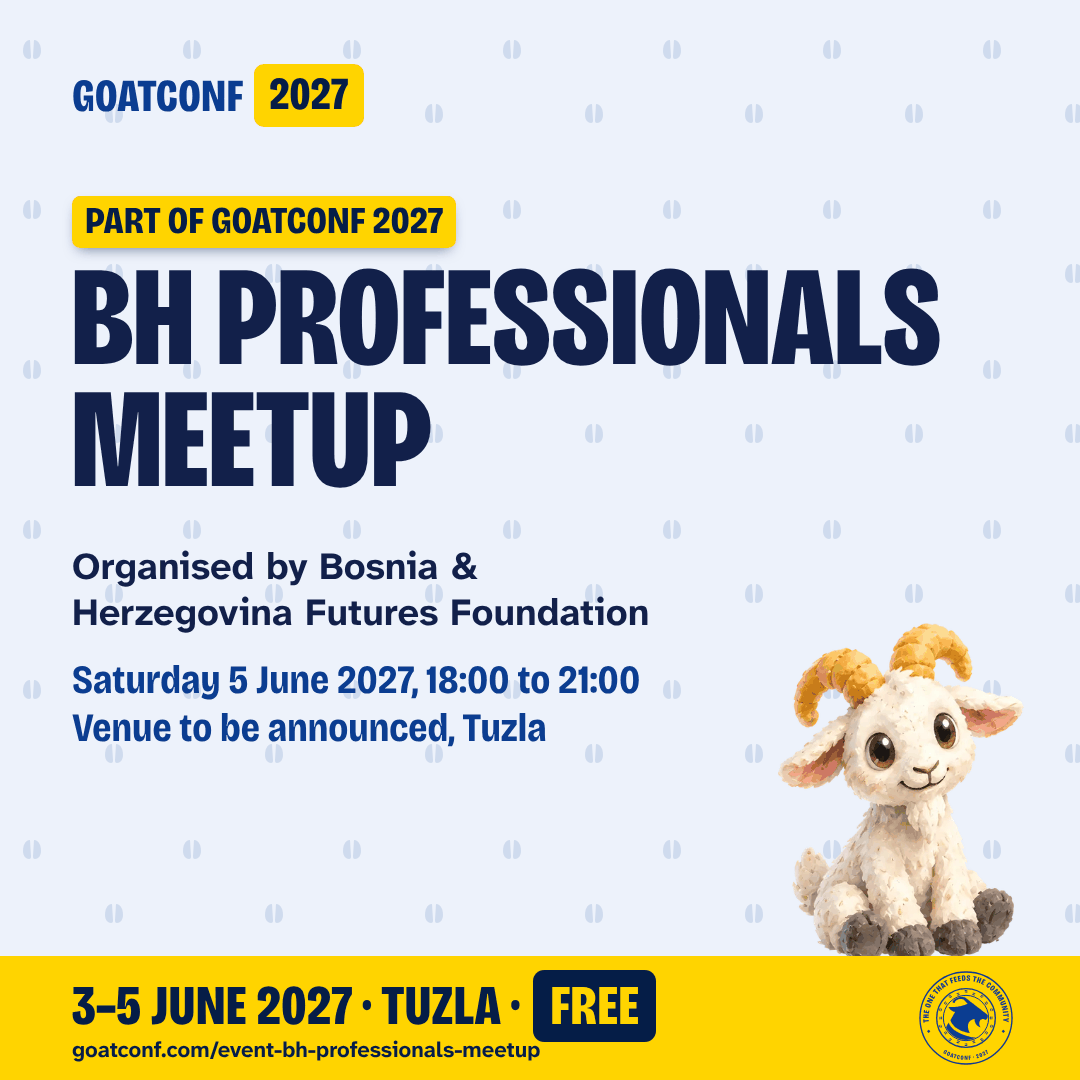 GOATCONF 2027
PART OF GOATCONF 2027
BH PROFESSIONALS
MEETUP
Organised by Bosnia &
Herzegovina Futures Foundation
Saturday 5 June 2027, 18:00 to 21:00
Venue to be announced, Tuzla
3–5 JUNE 2027 · TUZLA · FREE
goatconf.com/event-bh-professionals-meetup
THE ONE THAT FEEDS THE COMMUNITY
GOATCONF · 2027